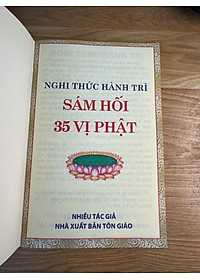 NGHI THỨC HÀNH TRÌ
SÁM HỐI
35 VỊ PHẬT
NHIỀU TÁC GIẢ
NHÀ XUẤT BẢN TÔN GIÁO